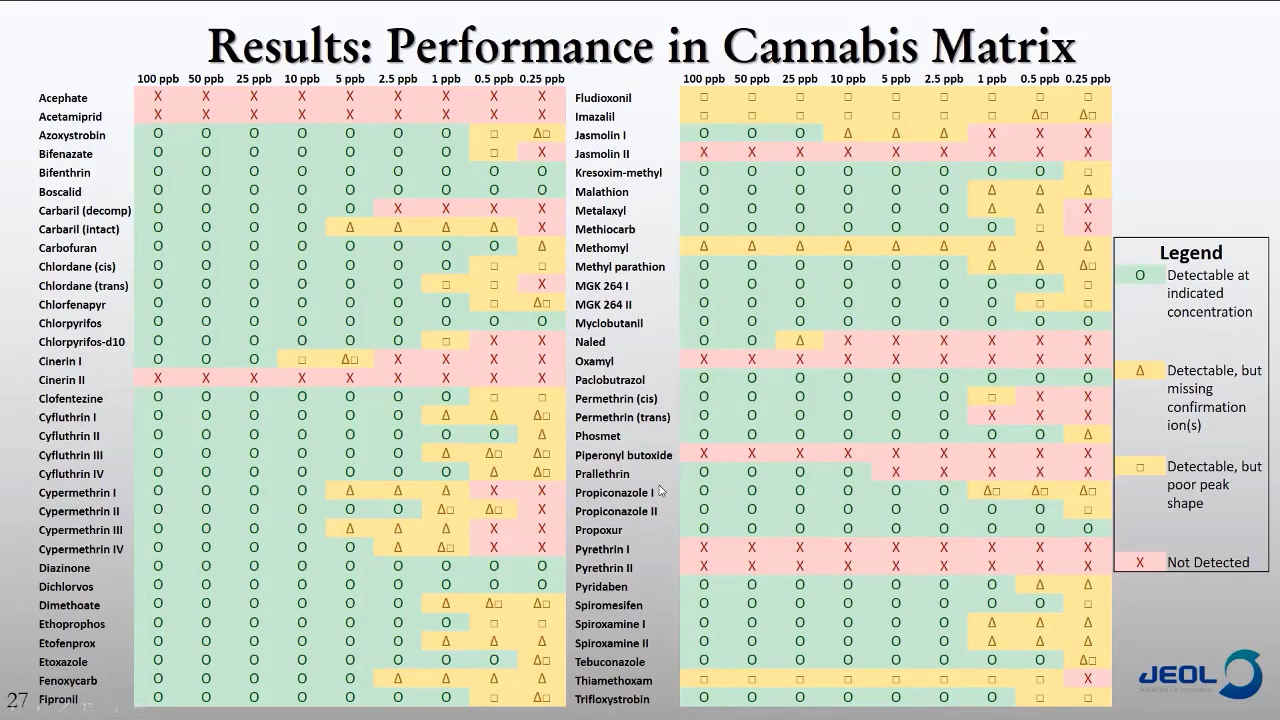 Results: Performance in Cannabis Matrix
100 ppb 50 ppb 25 ppb 10 ppb 5 ppb 2.5 ppb 1 ppb 0.5 ppb 0.25 ppb
Acephate X X X X X X X X X
Acetamiprid X X X X X X X X X
Azoxystrobin O O O O O O O □ Δ□
Bifenazate O O O O O O O □ X
Bifenthrin O O O O O O O O O
Boscalid O O O O O O O O O
Carbaril (decomp) O O O O O X X X X
Carbaril (intact) O O O O Δ Δ Δ Δ X
Carbofuran O O O O O O O O Δ
Chlordane (cis) O O O O O O O □ □
Chlordane (trans) O O O O O O □ □ X
Chlorfenapyr O O O O O O O □ Δ□
Chlorpyrifos O O O O O O O O O
Chlorpyrifos-d10 O O O O O O □ X X
Cinerin I O O O □ Δ□ X X X X
Cinerin II X X X X X X X X X
Clofentezine O O O O O O O □ □
Cyfluthrin I O O O O O O Δ Δ Δ□
Cyfluthrin II O O O O O O O O Δ
Cyfluthrin III O O O O O O Δ Δ□ Δ□
Cyfluthrin IV O O O O O O O Δ Δ□
Cypermethrin I O O O O Δ Δ Δ X X
Cypermethrin II O O O O O O Δ□ Δ□ X
Cypermethrin III O O O O Δ Δ Δ X X
Cypermethrin IV O O O O O Δ Δ□ X X
Diazinone O O O O O O O O O
Dichlorvos O O O O O O O O O
Dimethoate O O O O O O Δ Δ□ Δ□
Ethoprophos O O O O O O O □ □
Etofenprox O O O O O O Δ Δ Δ
Etoxazole O O O O O O O O Δ□
Fenoxycarb O O O O O Δ Δ Δ Δ
Fipronil O O O O O O O □ Δ□
100 ppb 50 ppb 25 ppb 10 ppb 5 ppb 2.5 ppb 1 ppb 0.5 ppb 0.25 ppb
Fludioxonil □ □ □ □ □ □ □ □ □
Imazalil □ □ □ □ □ □ □ Δ□ Δ□
Jasmolin I O O O Δ Δ Δ X X X
Jasmolin II X X X X X X X X X
Kresoxim-methyl O O O O O O O O □
Malathion O O O O O O Δ Δ Δ
Metalaxyl O O O O O O Δ Δ X
Methiocarb O O O O O O O □ X
Methomyl Δ Δ Δ Δ Δ Δ Δ Δ Δ
Methyl parathion O O O O O O Δ Δ Δ□
MGK 264 I O O O O O O O O □
MGK 264 II O O O O O O O □ □
Myclobutanil O O O O O O O O O
Naled O O Δ X X X X X X
Oxamyl X X X X X X X X X
Paclobutrazol O O O O O O O O O
Permethrin (cis) O O O O O O □ X X
Permethrin (trans) O O O O O O X X X
Phosmet O O O O O O O O Δ
Piperonyl butoxide X X X X X X X X X
Prallethrin O O O O X X X X X
Propiconazole I O O O O O O Δ□ Δ□ Δ□
Propiconazole II O O O O O O O O □
Propoxur O O O O O O O O O
Pyrethrin I X X X X X X X X X
Pyrethrin II X X X X X X X X X
Pyridaben O O O O O O O Δ Δ
Spiromesifen O O O O O O O O □
Spiroxamine I O O O O O O Δ Δ Δ
Spiroxamine II O O O O O O Δ Δ Δ
Tebuconazole O O O O O O O O Δ□
Thiamethoxam □ □ □ □ □ □ □ □ X
Trifloxystrobin O O O O O O O □ □
Legend
O Detectable at
indicated
concentration
Δ Detectable, but
missing
confirmation
ion(s)
□ Detectable, but
poor peak
shape
X Not Detected
JEOL
27